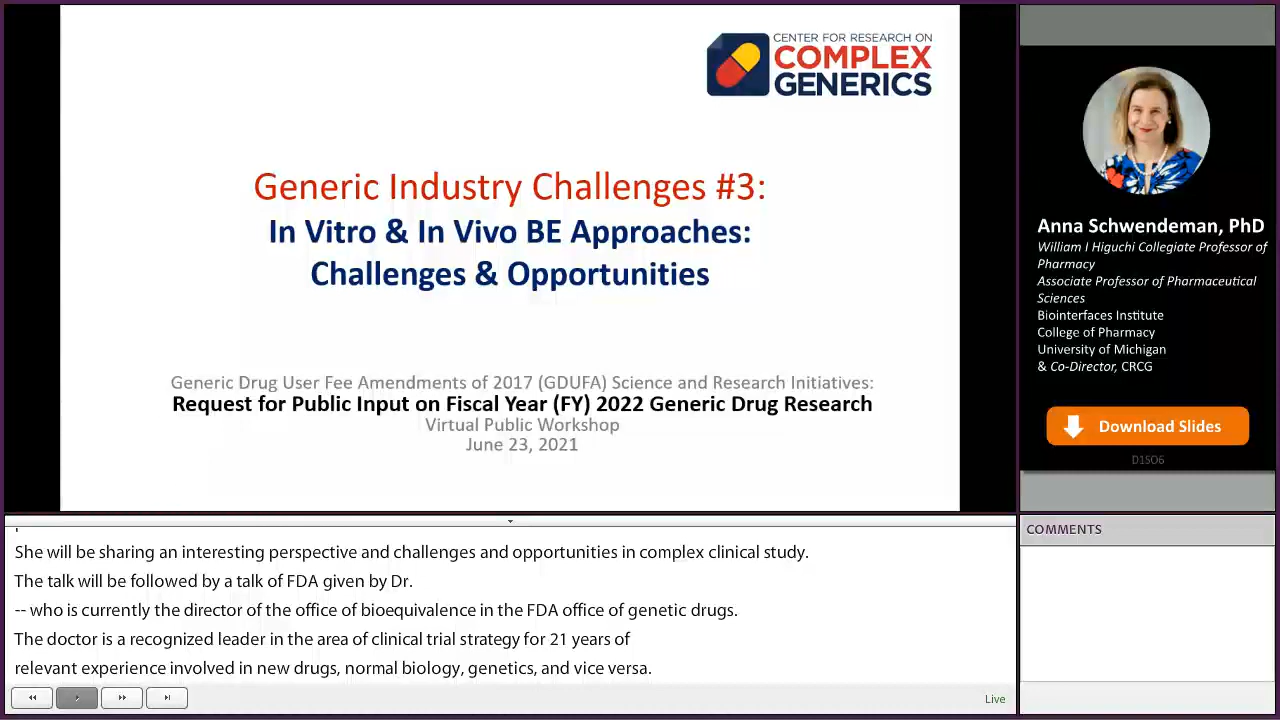 CENTER FOR RESEARCH ON
COMPLEX
GENERICS
Generic Industry Challenges #3:
In Vitro & In Vivo BE Approaches:
Challenges & Opportunities
Generic Drug User Fee Amendments of 2017 (GDUFA) Science and Research Initiatives:
Request for Public Input on Fiscal Year (FY) 2022 Generic Drug Research
Virtual Public Workshop
June 23, 2021
Anna Schwendeman, PhD
William I Higuchi Collegiate Professor of
Pharmacy
Associate Professor of Pharmaceutical
Sciences
Biointerfaces Institute
College of Pharmacy
University of Michigan
& Co-Director, CRCG
Download Slides
D1SO6
She will be sharing an interesting perspective and challenges and opportunities in complex clinical study.
The talk will be followed by a talk of FDA given by Dr.
-- who is currently the director of the office of bioequivalence in the FDA office of genetic drugs.
The doctor is a recognized leader in the area of clinical trial strategy for 21 years of
relevant experience involved in new drugs, normal biology, genetics, and vice versa.
Live
COMMENTS